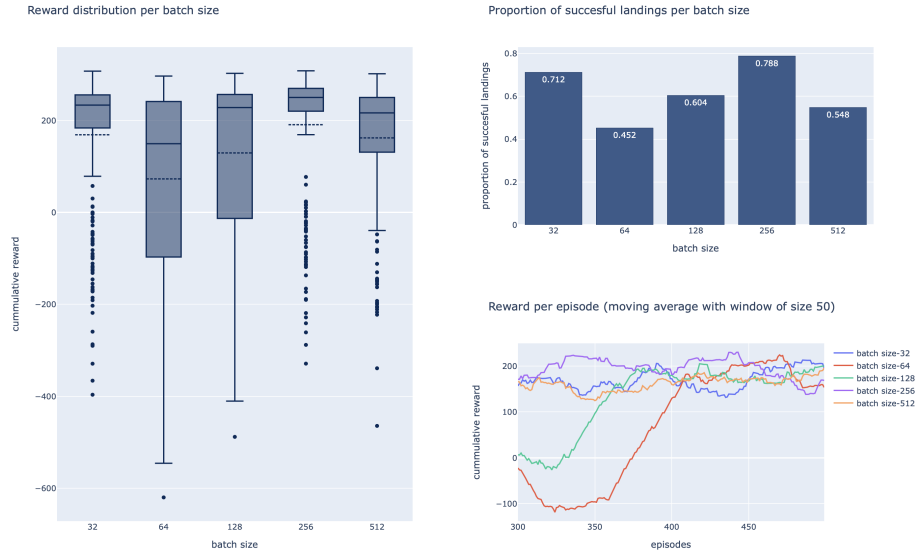 Reward distribution per batch size
200
0
−200
−400
−600
cummulative reward
32
64
128
256
512
batch size
Proportion of succesful landings per batch size
0.8
0.6
0.4
0.2
0
proportion of succesful landings
0.712
0.452
0.604
0.788
0.548
32
64
128
256
512
batch size
Reward per episode (moving average with window of size 50)
200
100
0
−100
cummulative reward
300
350
400
450
episodes
batch size-32
batch size-64
batch size-128
batch size-256
batch size-512